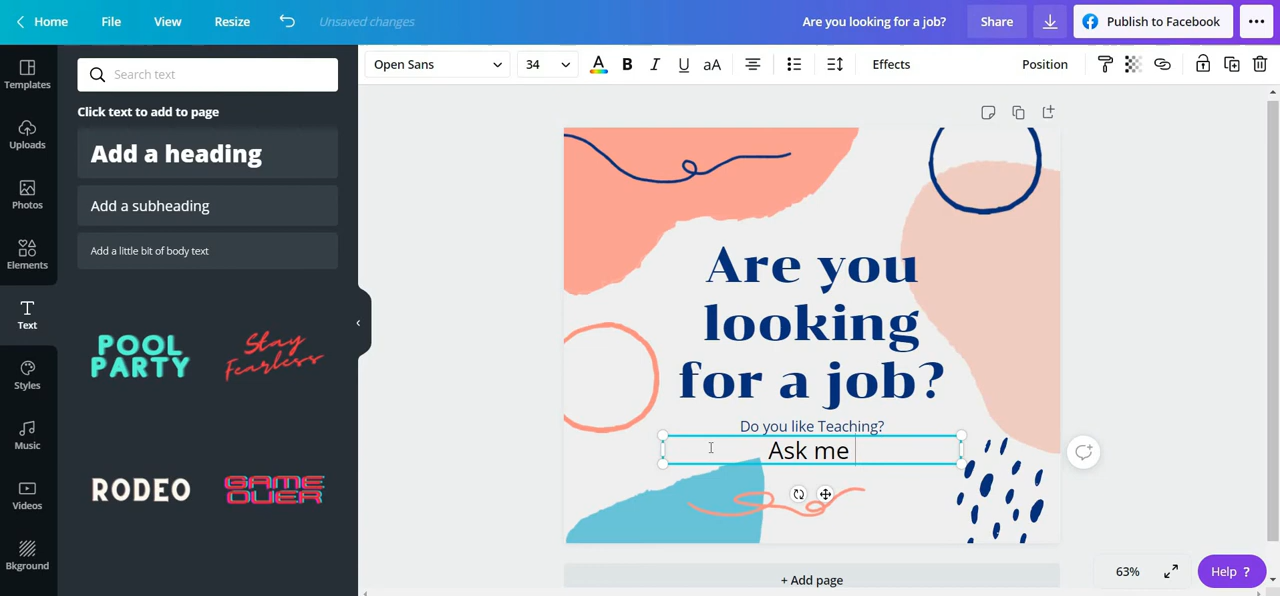 Home File View Resize Unsaved changes Are you looking for a job? Share Publish to Facebook
Templates
Uploads
Photos
Elements
Text
Styles
Music
Videos
Bkground
Search text
Click text to add to page
Add a heading
Add a subheading
Add a little bit of body text
POOL
PARTY
Stay
Fearless
RODEO
GAME
OVER
Open Sans 34 A B I U aA Effects Position
Are you
looking
for a job?
Do you like Teaching?
Ask me
+ Add page
63% Help ?